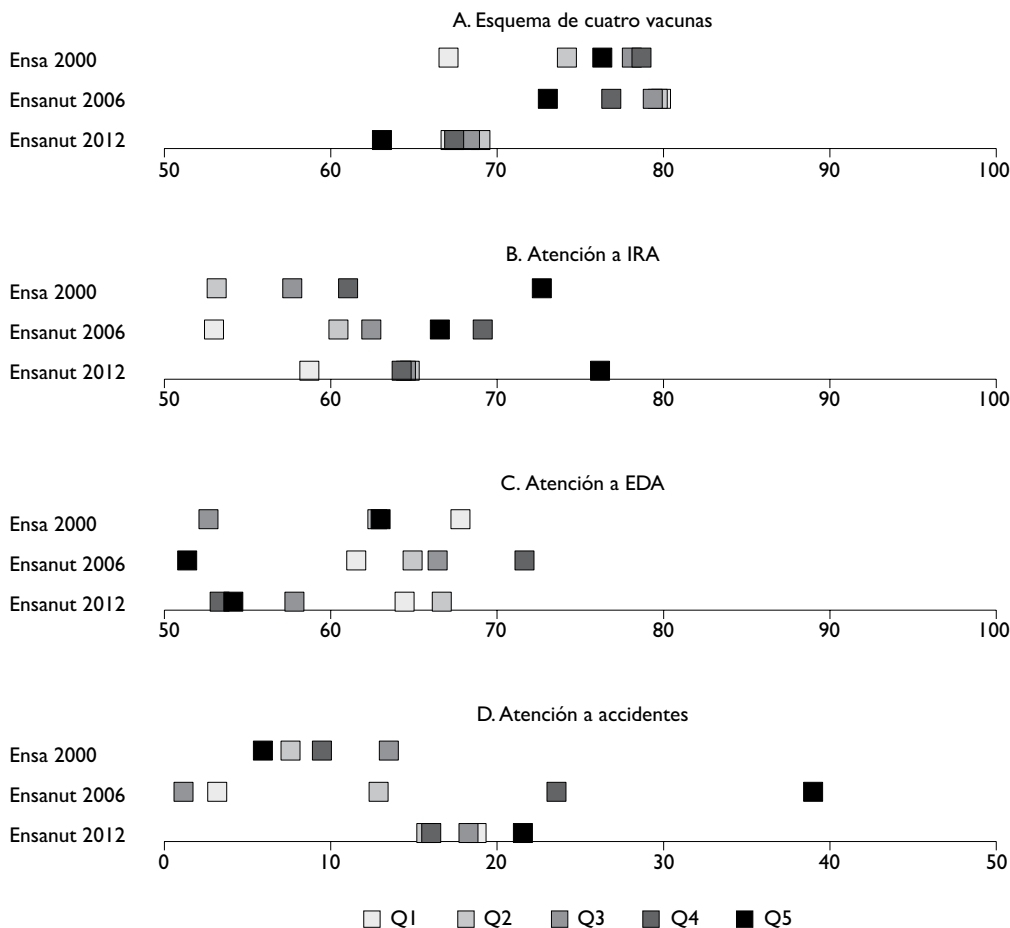 A. Esquema de cuatro vacunas
Ensa 2000
Ensanut 2006
Ensanut 2012
50 60 70 80 90 100
B. Atención a IRA
Ensa 2000
Ensanut 2006
Ensanut 2012
50 60 70 80 90 100
C. Atención a EDA
Ensa 2000
Ensanut 2006
Ensanut 2012
50 60 70 80 90 100
D. Atención a accidentes
Ensa 2000
Ensanut 2006
Ensanut 2012
0 10 20 30 40 50
Q1 Q2 Q3 Q4 Q5